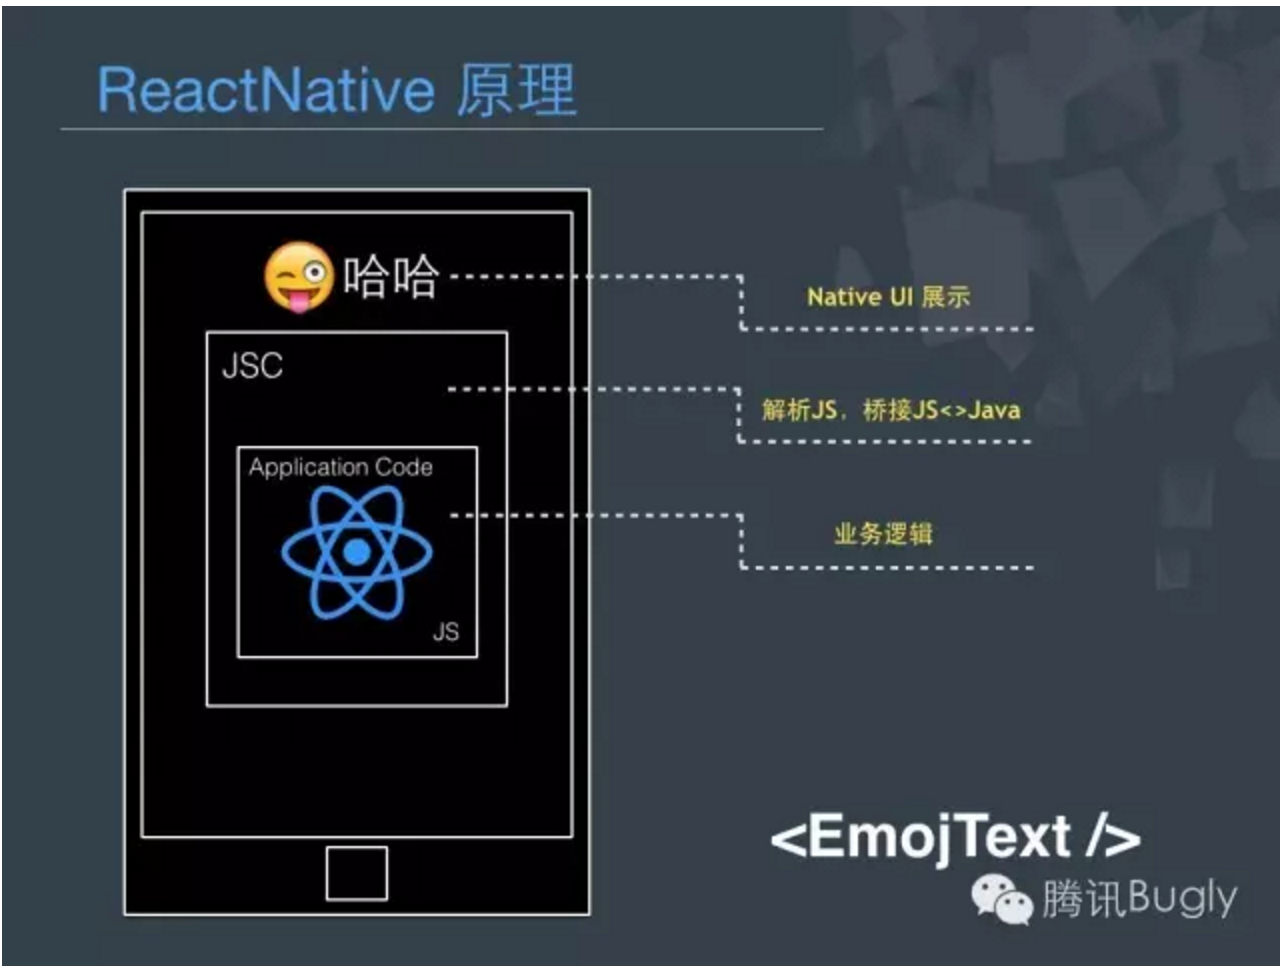 ReactNative 原理
😜哈哈
Native UI 展示
JSC
解析JS，桥接JS<>Java
Application Code
业务逻辑
JS
<EmojText />
腾讯Bugly